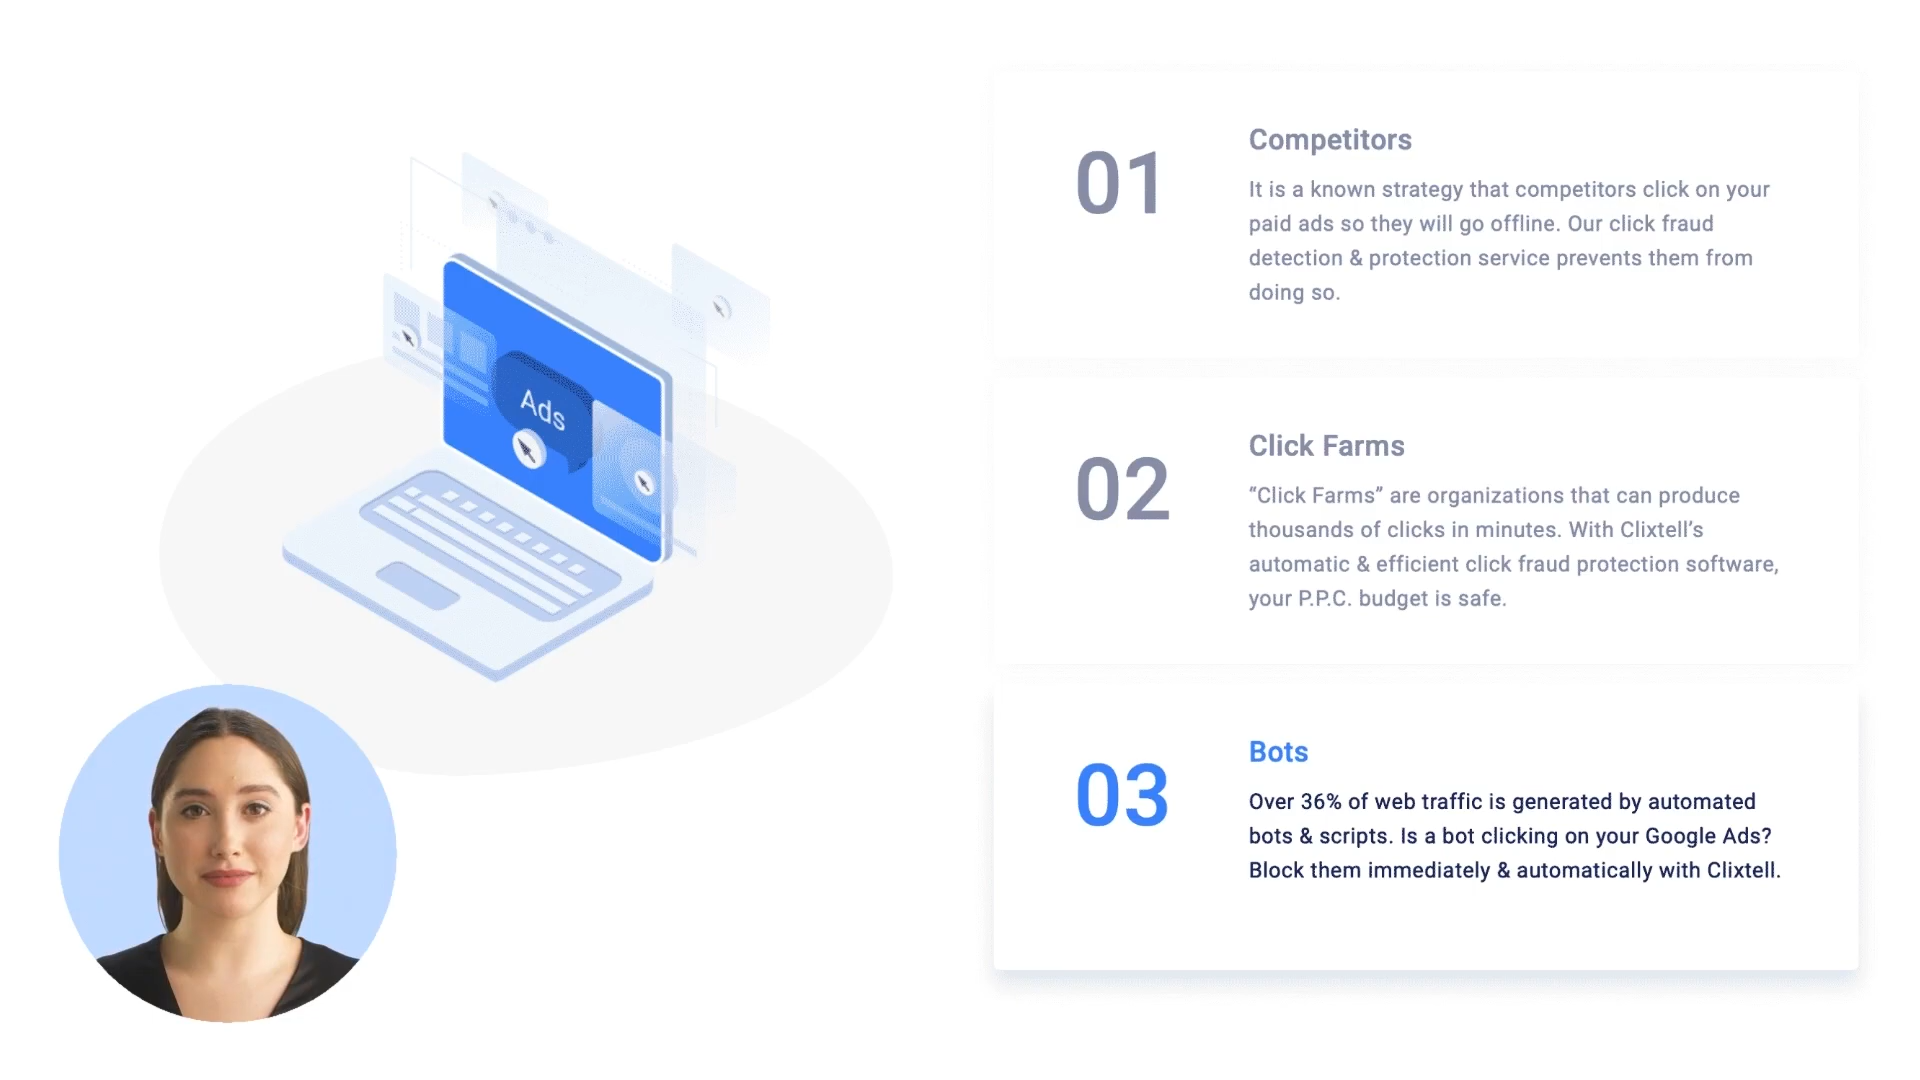 Ads
01
Competitors
It is a known strategy that competitors click on your
paid ads so they will go offline. Our click fraud
detection & protection service prevents them from
doing so.
02
Click Farms
“Click Farms” are organizations that can produce
thousands of clicks in minutes. With Clixtell’s
automatic & efficient click fraud protection software,
your P.P.C. budget is safe.
03
Bots
Over 36% of web traffic is generated by automated
bots & scripts. Is a bot clicking on your Google Ads?
Block them immediately & automatically with Clixtell.